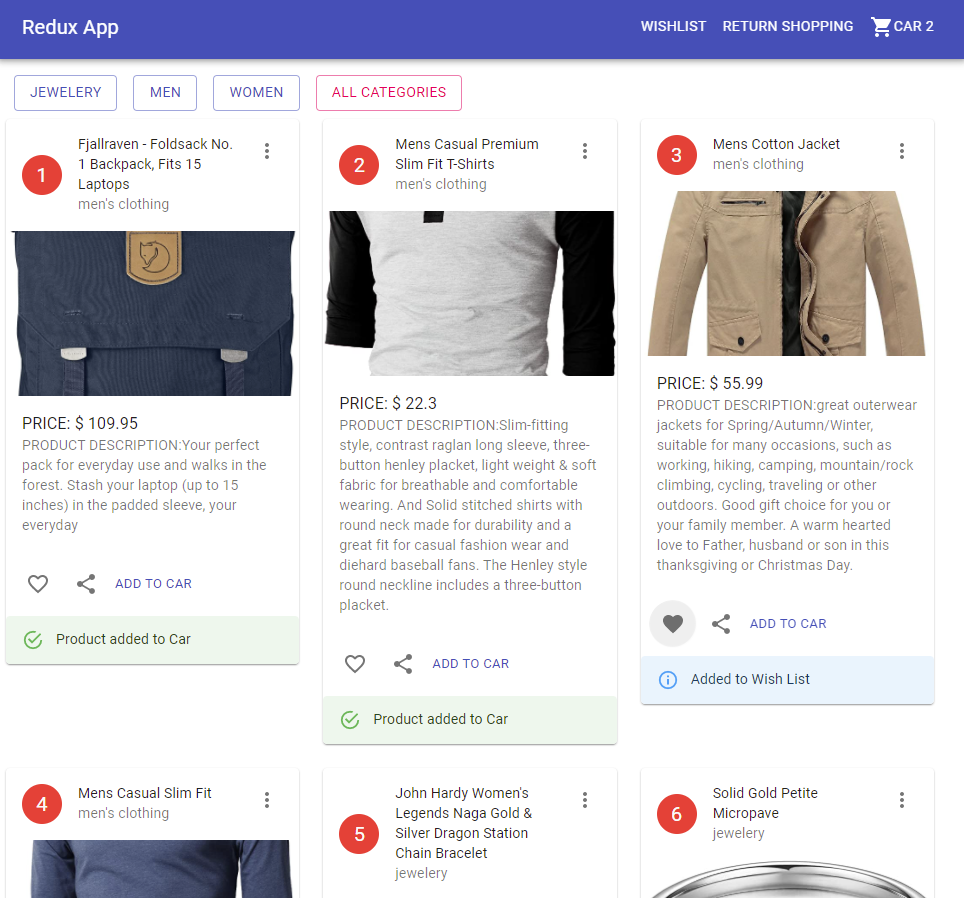 Redux App
WISHLIST
RETURN SHOPPING
CAR 2
JEWELERY
MEN
WOMEN
ALL CATEGORIES
1
Fjallraven - Foldsack No.
1 Backpack, Fits 15
Laptops
men's clothing
PRICE: $ 109.95
PRODUCT DESCRIPTION:Your perfect
pack for everyday use and walks in the
forest. Stash your laptop (up to 15
inches) in the padded sleeve, your
everyday
ADD TO CAR
Product added to Car
2
Mens Casual Premium
Slim Fit T-Shirts
men's clothing
PRICE: $ 22.3
PRODUCT DESCRIPTION:Slim-fitting
style, contrast raglan long sleeve, three-
button henley placket, light weight & soft
fabric for breathable and comfortable
wearing. And Solid stitched shirts with
round neck made for durability and a
great fit for casual fashion wear and
diehard baseball fans. The Henley style
round neckline includes a three-button
placket.
ADD TO CAR
Product added to Car
3
Mens Cotton Jacket
men's clothing
PRICE: $ 55.99
PRODUCT DESCRIPTION:great outerwear
jackets for Spring/Autumn/Winter,
suitable for many occasions, such as
working, hiking, camping, mountain/rock
climbing, cycling, traveling or other
outdoors. Good gift choice for you or
your family member. A warm hearted
love to Father, husband or son in this
thanksgiving or Christmas Day.
ADD TO CAR
Added to Wish List
4
Mens Casual Slim Fit
men's clothing
5
John Hardy Women's
Legends Naga Gold &
Silver Dragon Station
Chain Bracelet
jewelery
6
Solid Gold Petite
Micropave
jewelery